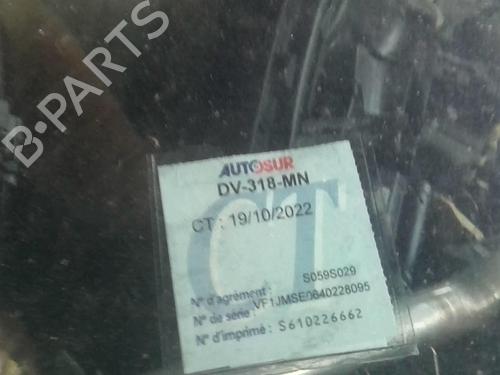 B-PARTS
AUTOSUR
DV-318-MN
CT : 19/10/2022
CT
S059S029
N° d'agrément :
VF1JMSE0640228095
N° de série :
N° d'imprimé : S610226662